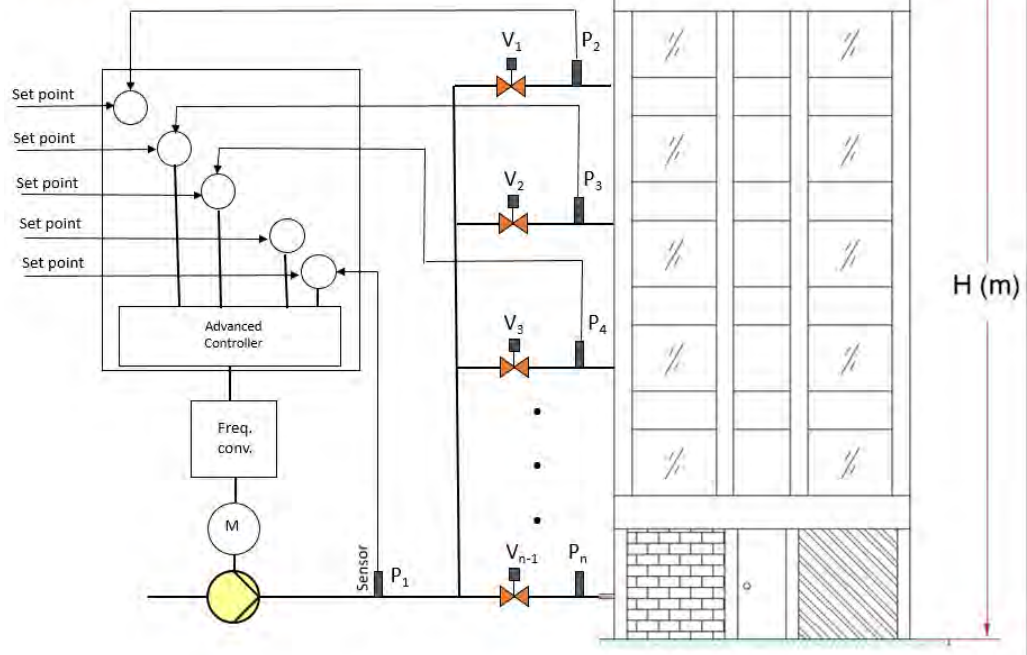 V₁
P₂
Set point
Set point
Set point
Set point
Set point
V₂
P₃
H (m)
V₃
P₄
Advanced
Controller
Freq.
conv.
M
Sensor
P₁
Vₙ₋₁
Pₙ